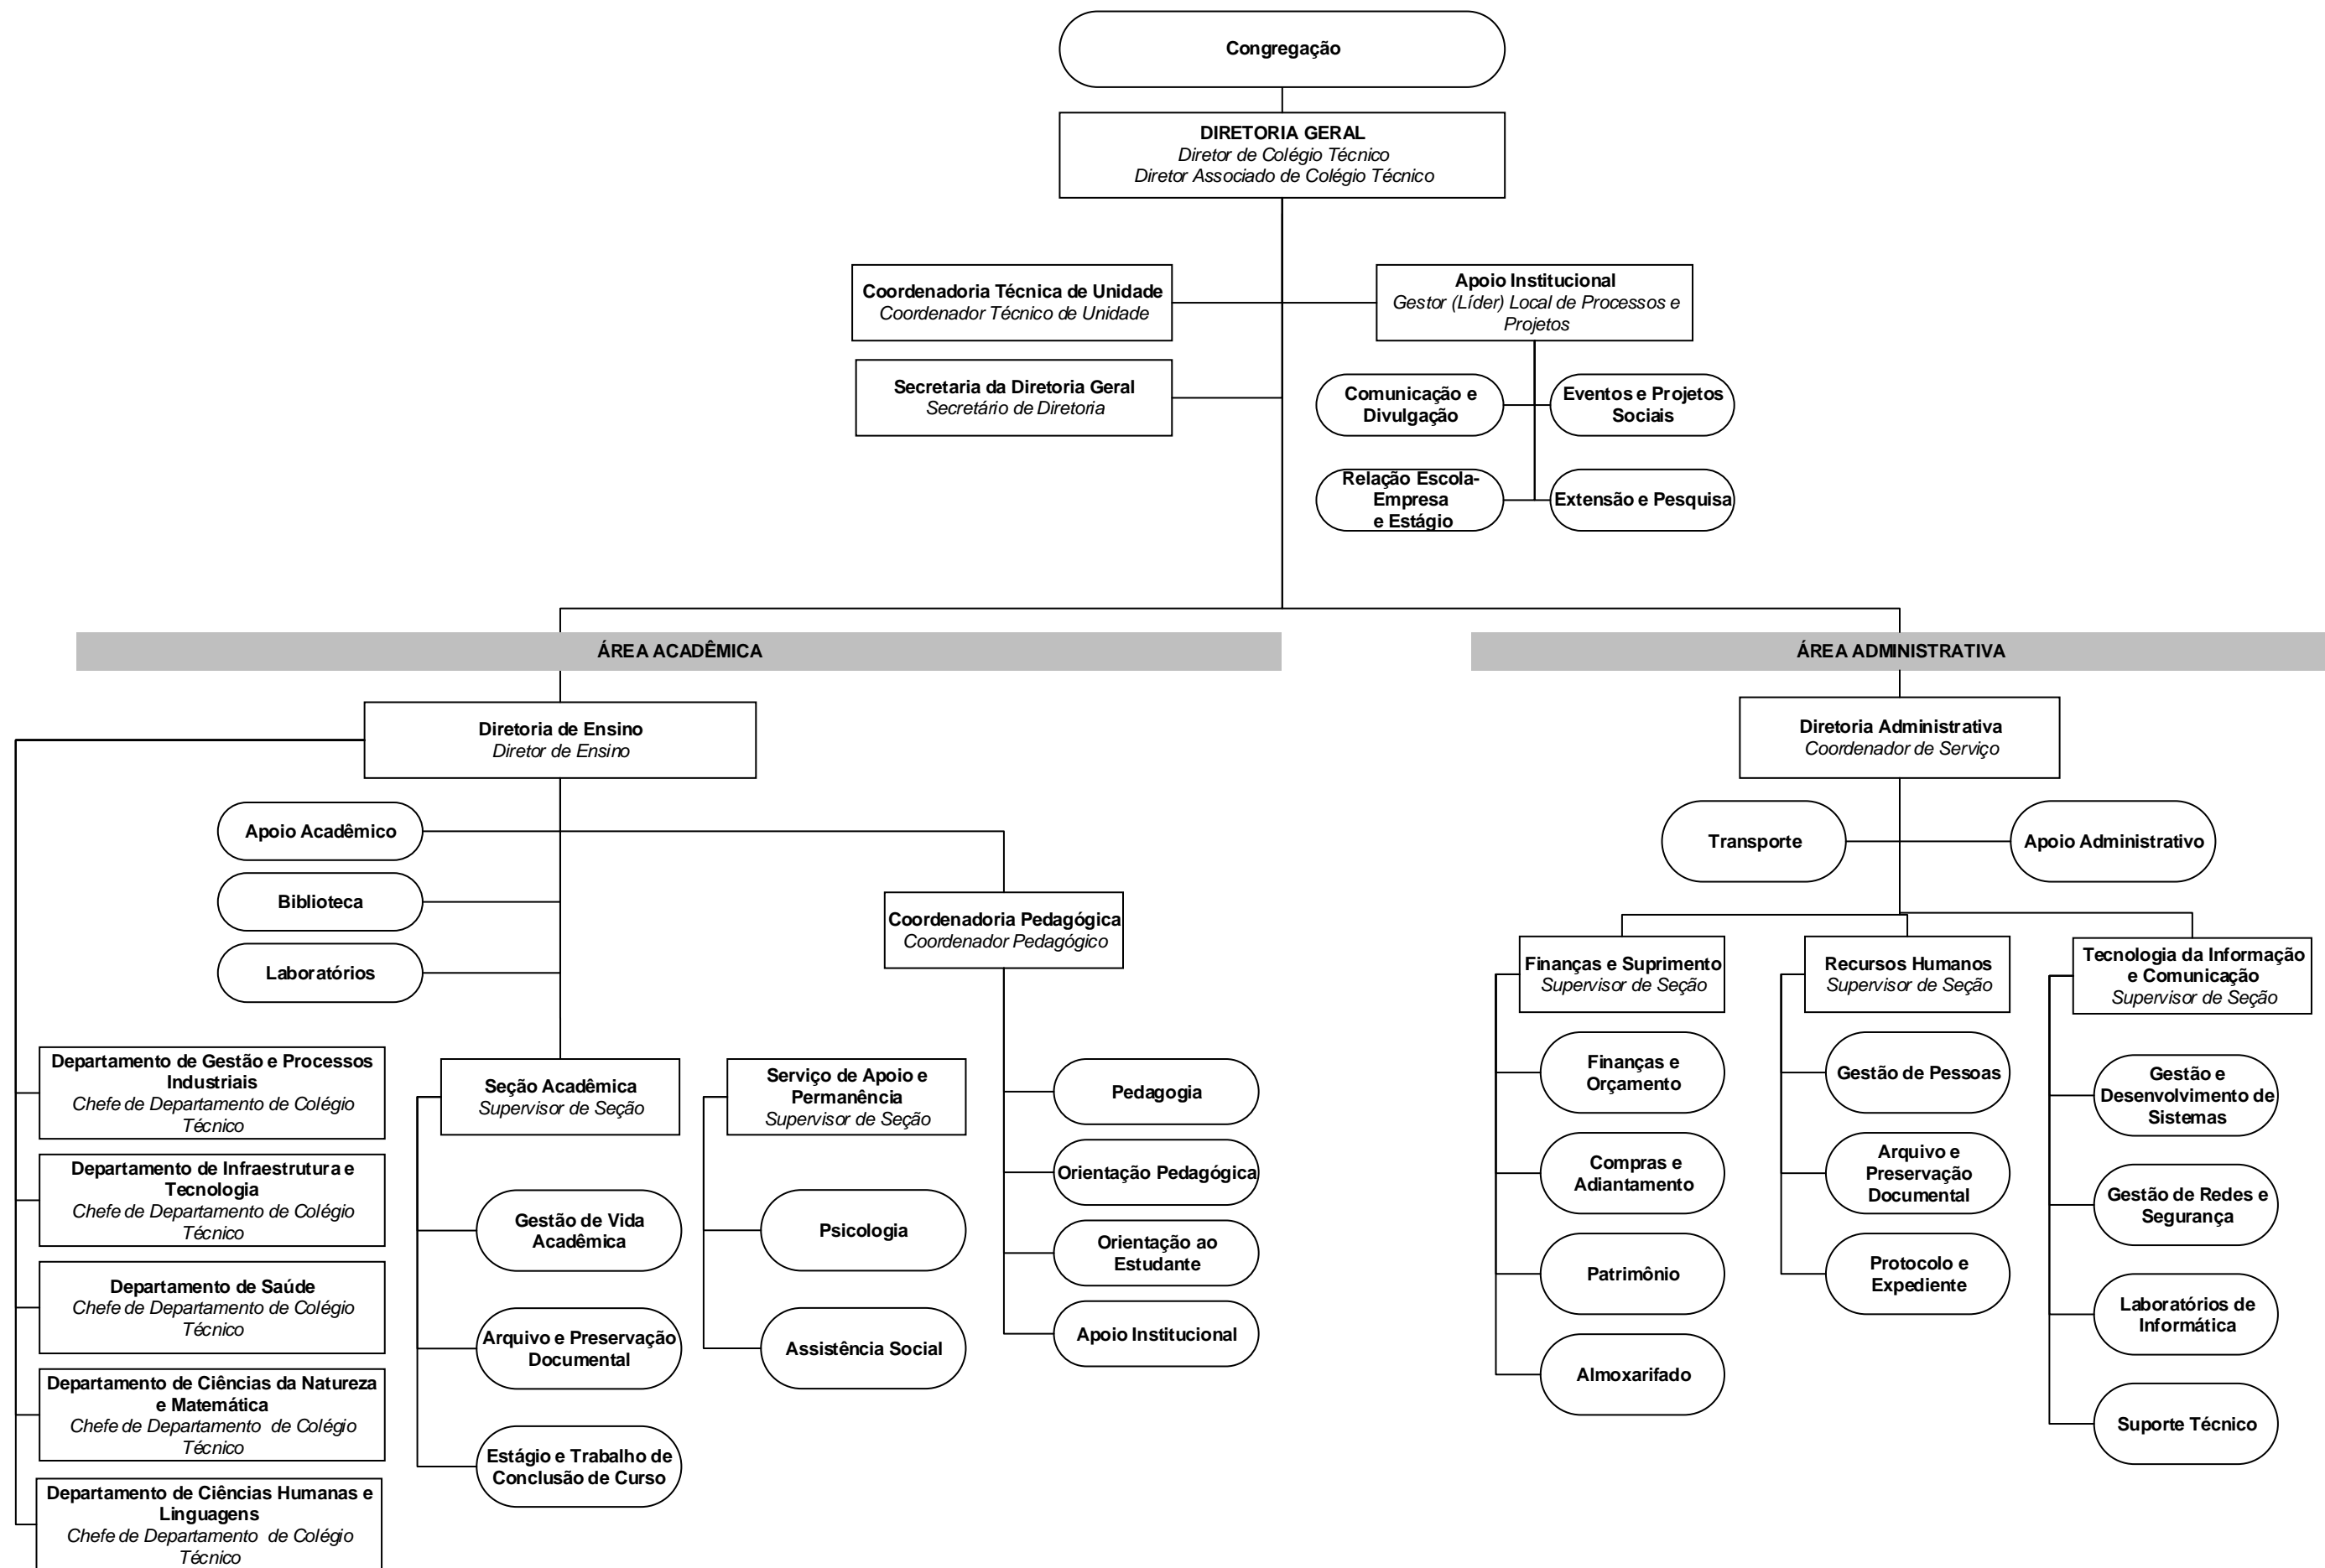 Congregação
DIRETORIA GERAL
Diretor de Colégio Técnico
Diretor Associado de Colégio Técnico
Coordenadoria Técnica de Unidade
Coordenador Técnico de Unidade
Apoio Institucional
Gestor (Líder) Local de Processos e
Projetos
Secretaria da Diretoria Geral
Secretário de Diretoria
Comunicação e
Divulgação
Eventos e Projetos
Sociais
Relação Escola-
Empresa
e Estágio
Extensão e Pesquisa
ÁREA ACADÊMICA
ÁREA ADMINISTRATIVA
Diretoria de Ensino
Diretor de Ensino
Diretoria Administrativa
Coordenador de Serviço
Apoio Acadêmico
Biblioteca
Laboratórios
Coordenadoria Pedagógica
Coordenador Pedagógico
Transporte
Apoio Administrativo
Departamento de Gestão e Processos
Industriais
Chefe de Departamento de Colégio
Técnico
Departamento de Infraestrutura e
Tecnologia
Chefe de Departamento de Colégio
Técnico
Departamento de Saúde
Chefe de Departamento de Colégio
Técnico
Departamento de Ciências da Natureza
e Matemática
Chefe de Departamento de Colégio
Técnico
Departamento de Ciências Humanas e
Linguagens
Chefe de Departamento de Colégio
Técnico
Seção Acadêmica
Supervisor de Seção
Gestão de Vida
Acadêmica
Arquivo e Preservação
Documental
Estágio e Trabalho de
Conclusão de Curso
Serviço de Apoio e
Permanência
Supervisor de Seção
Psicologia
Assistência Social
Pedagogia
Orientação Pedagógica
Orientação ao
Estudante
Apoio Institucional
Finanças e Suprimento
Supervisor de Seção
Finanças e
Orçamento
Compras e
Adiantamento
Patrimônio
Almoxarifado
Recursos Humanos
Supervisor de Seção
Gestão de Pessoas
Arquivo e
Preservação
Documental
Protocolo e
Expediente
Tecnologia da Informação
e Comunicação
Supervisor de Seção
Gestão e
Desenvolvimento de
Sistemas
Gestão de Redes e
Segurança
Laboratórios de
Informática
Suporte Técnico